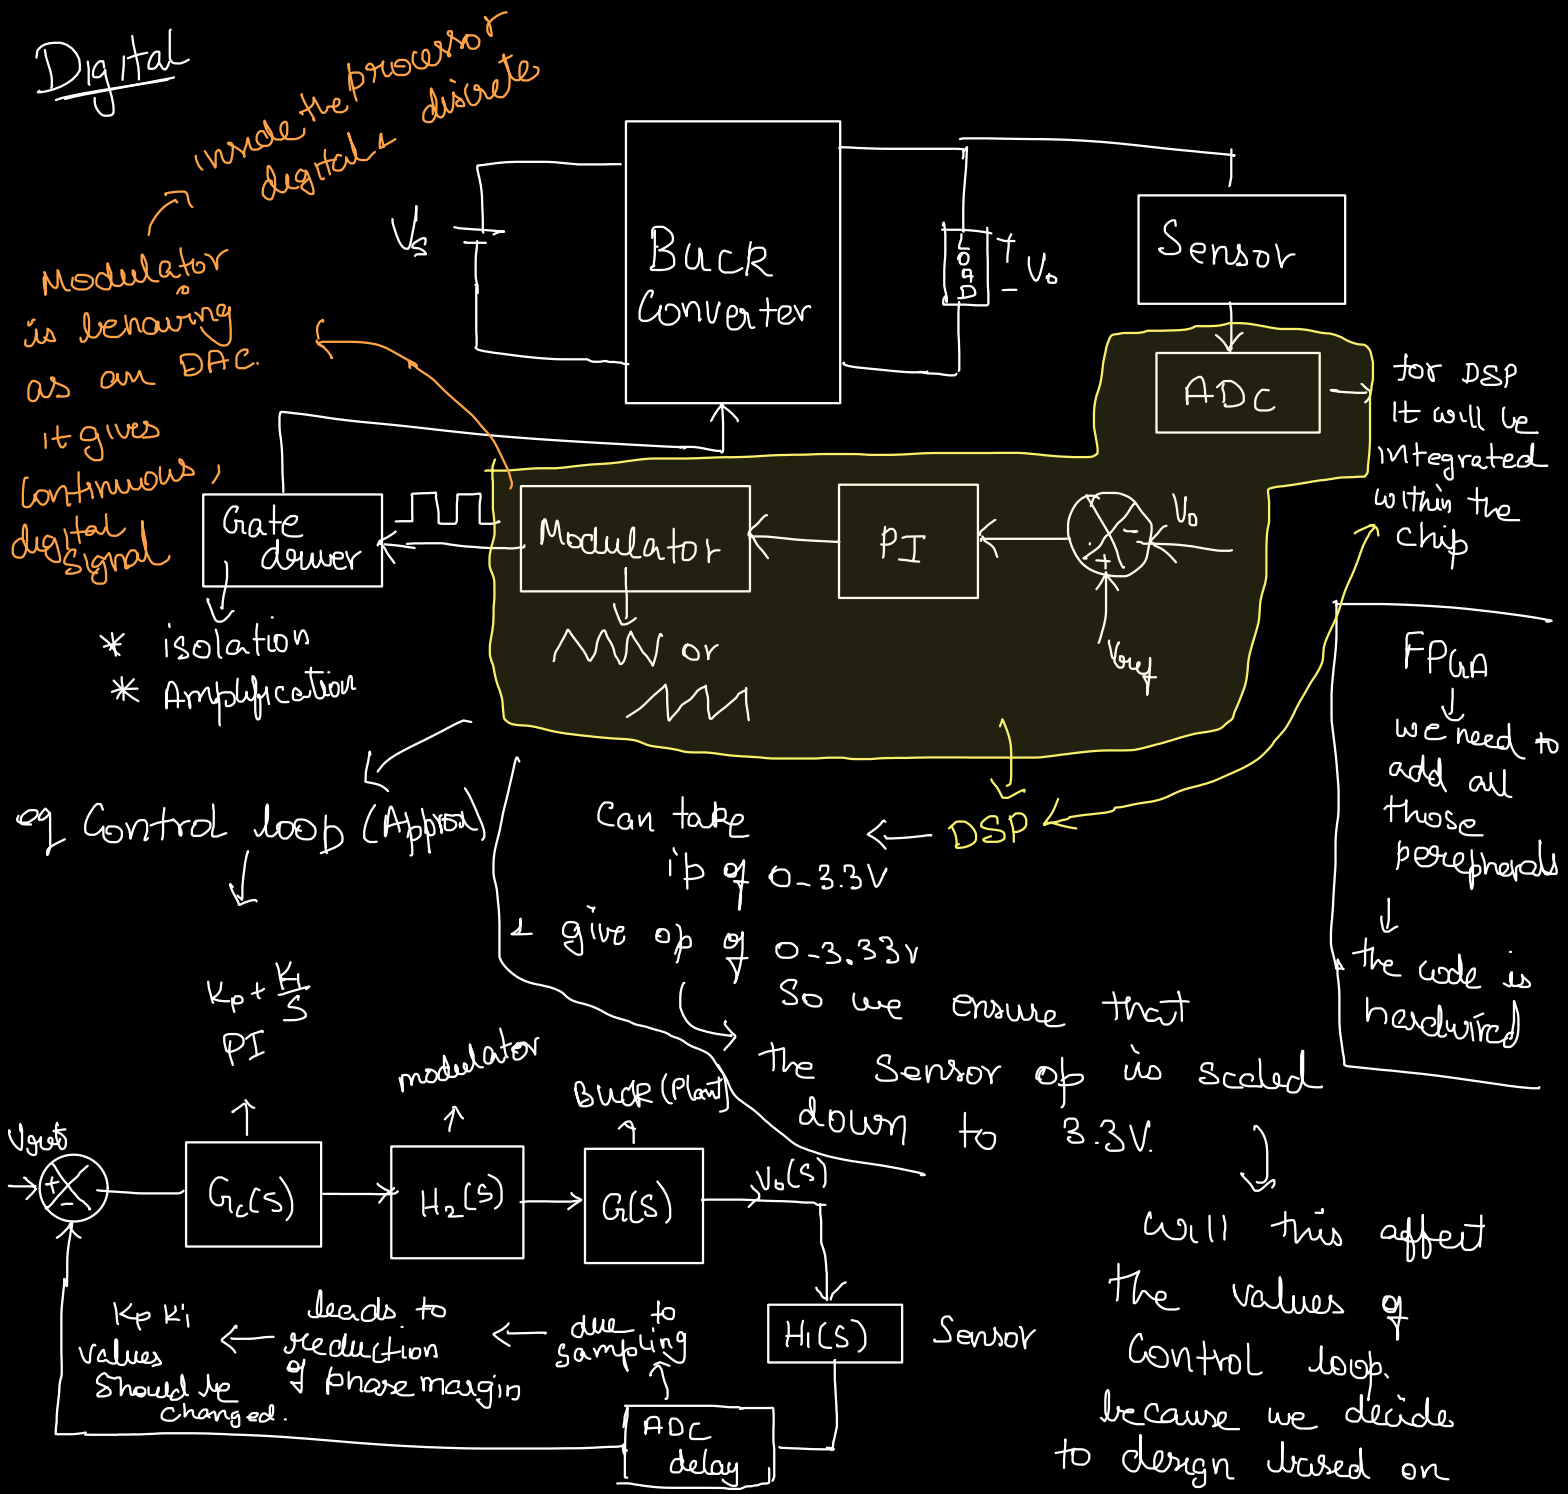 Digital
inside the processor
digital & discrete
Modulator
is behaving
as an DAC.
it gives
Continuous,
digital
signal
Vs
Buck
Converter
LOAD
+
-
Vo
Sensor
ADC
for DSP
it will be
integrated
within the
chip
Gate
driver
Modulator
PI
-
+
Vo
Vref
or
* isolation
* Amplification
FPGA
we need to
add all
those
perepherals
the code is
hardwired
eq Control loop (Approx)
Can take
i/p of 0-3.3V
DSP
& give op of 0-3.33v
So we ensure that
the Sensor op is scaled
down to 3.3V.
Will this affect
the values of
Control loop.
because we decide
to design based on
Kp + KI/S
PI
modulator
Buck (Plant)
Vref
+
-
Gc(S)
H2(S)
G(S)
Vo(S)
H1(S)
Sensor
due to
sampling
leads to
reduction
of phase margin
Kp Ki
values
should be
changed.
ADC
delay